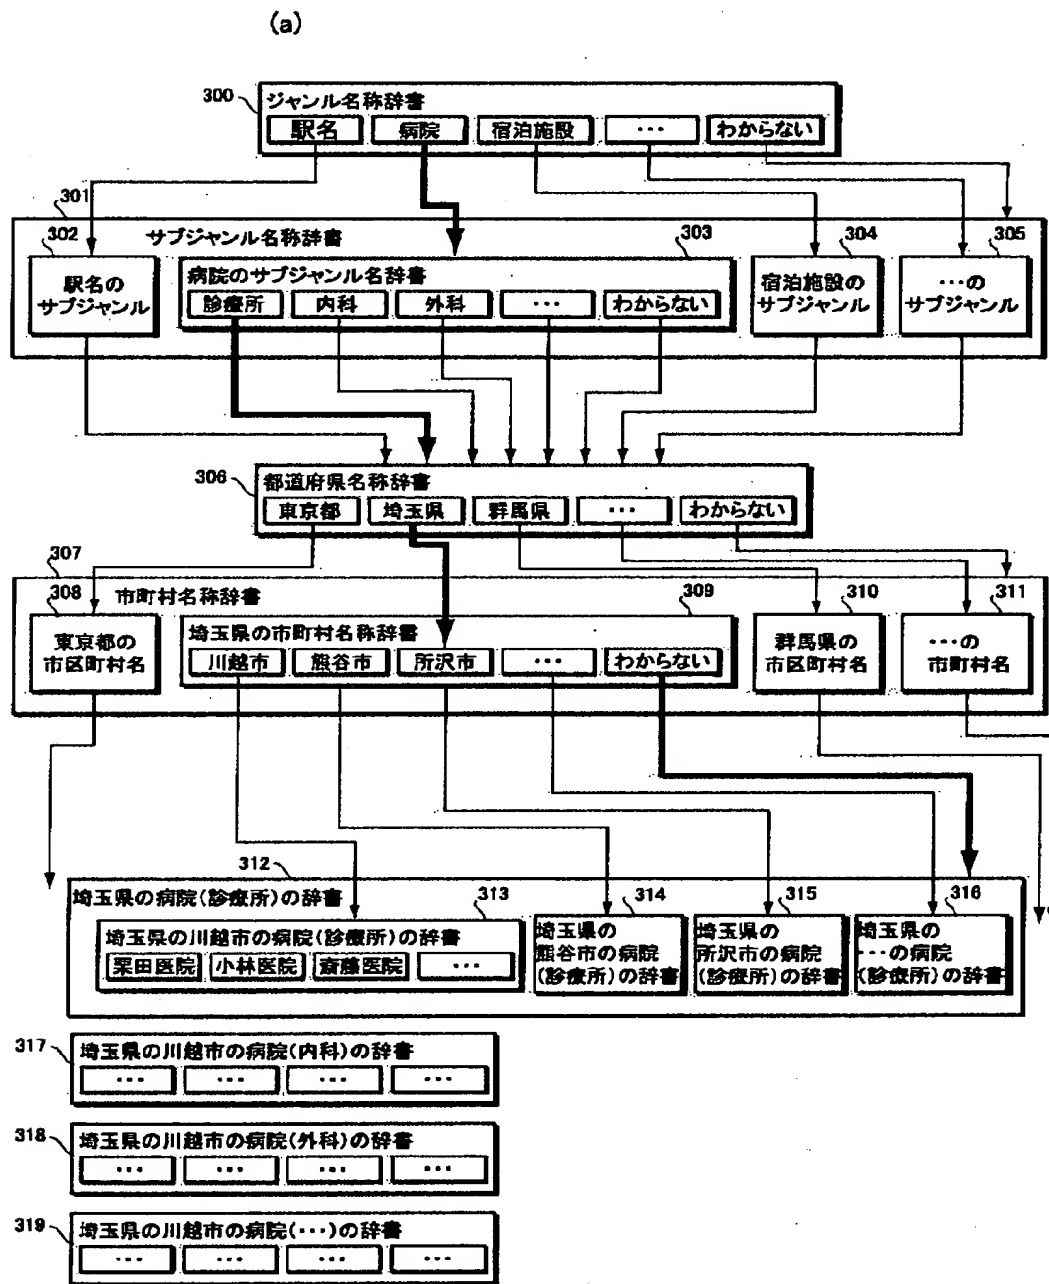 (a)
300
ジャンル名称辞書
駅名 病院 宿泊施設 ・・・ わからない
301
302
サブジャンル名称辞書
303
304
305
駅名の
サブジャンル
病院のサブジャンル名辞書
診療所 内科 外科 ・・・ わからない
宿泊施設の
サブジャンル
・・・の
サブジャンル
306
都道府県名称辞書
東京都 埼玉県 群馬県 ・・・ わからない
307
308
市町村名称辞書
309
310
311
東京都の
市区町村名
埼玉県の市町村名称辞書
川越市 熊谷市 所沢市 ・・・ わからない
群馬県の
市区町村名
・・・の
市町村名
312
埼玉県の病院(診療所)の辞書
313
314
315
316
埼玉県の川越市の病院(診療所)の辞書
栗田医院 小林医院 斎藤医院 ・・・
埼玉県の
熊谷市の病院
(診療所)の辞書
埼玉県の
所沢市の病院
(診療所)の辞書
埼玉県の
・・・の病院
(診療所)の辞書
317
埼玉県の川越市の病院(内科)の辞書
・・・ ・・・ ・・・ ・・・
318
埼玉県の川越市の病院(外科)の辞書
・・・ ・・・ ・・・ ・・・
319
埼玉県の川越市の病院(・・・)の辞書
・・・ ・・・ ・・・ ・・・